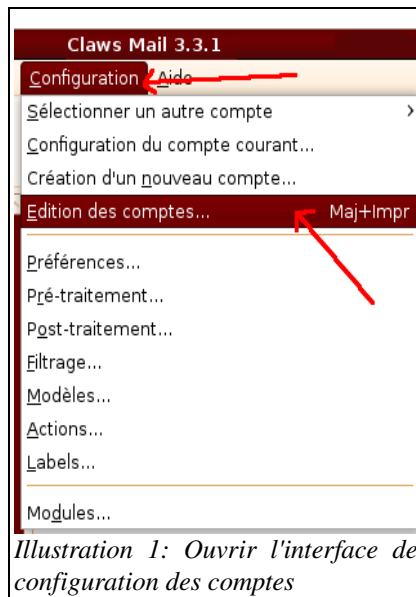 Claws Mail 3.3.1
Configuration Aide
Sélectionner un autre compte >
Configuration du compte courant...
Création d'un nouveau compte...
Edition des comptes... Maj+Impr
Préférences...
Pré-traitement...
Post-traitement...
Filtrage...
Modèles...
Actions...
Labels...
Modules...
Illustration 1: Ouvrir l'interface de
configuration des comptes